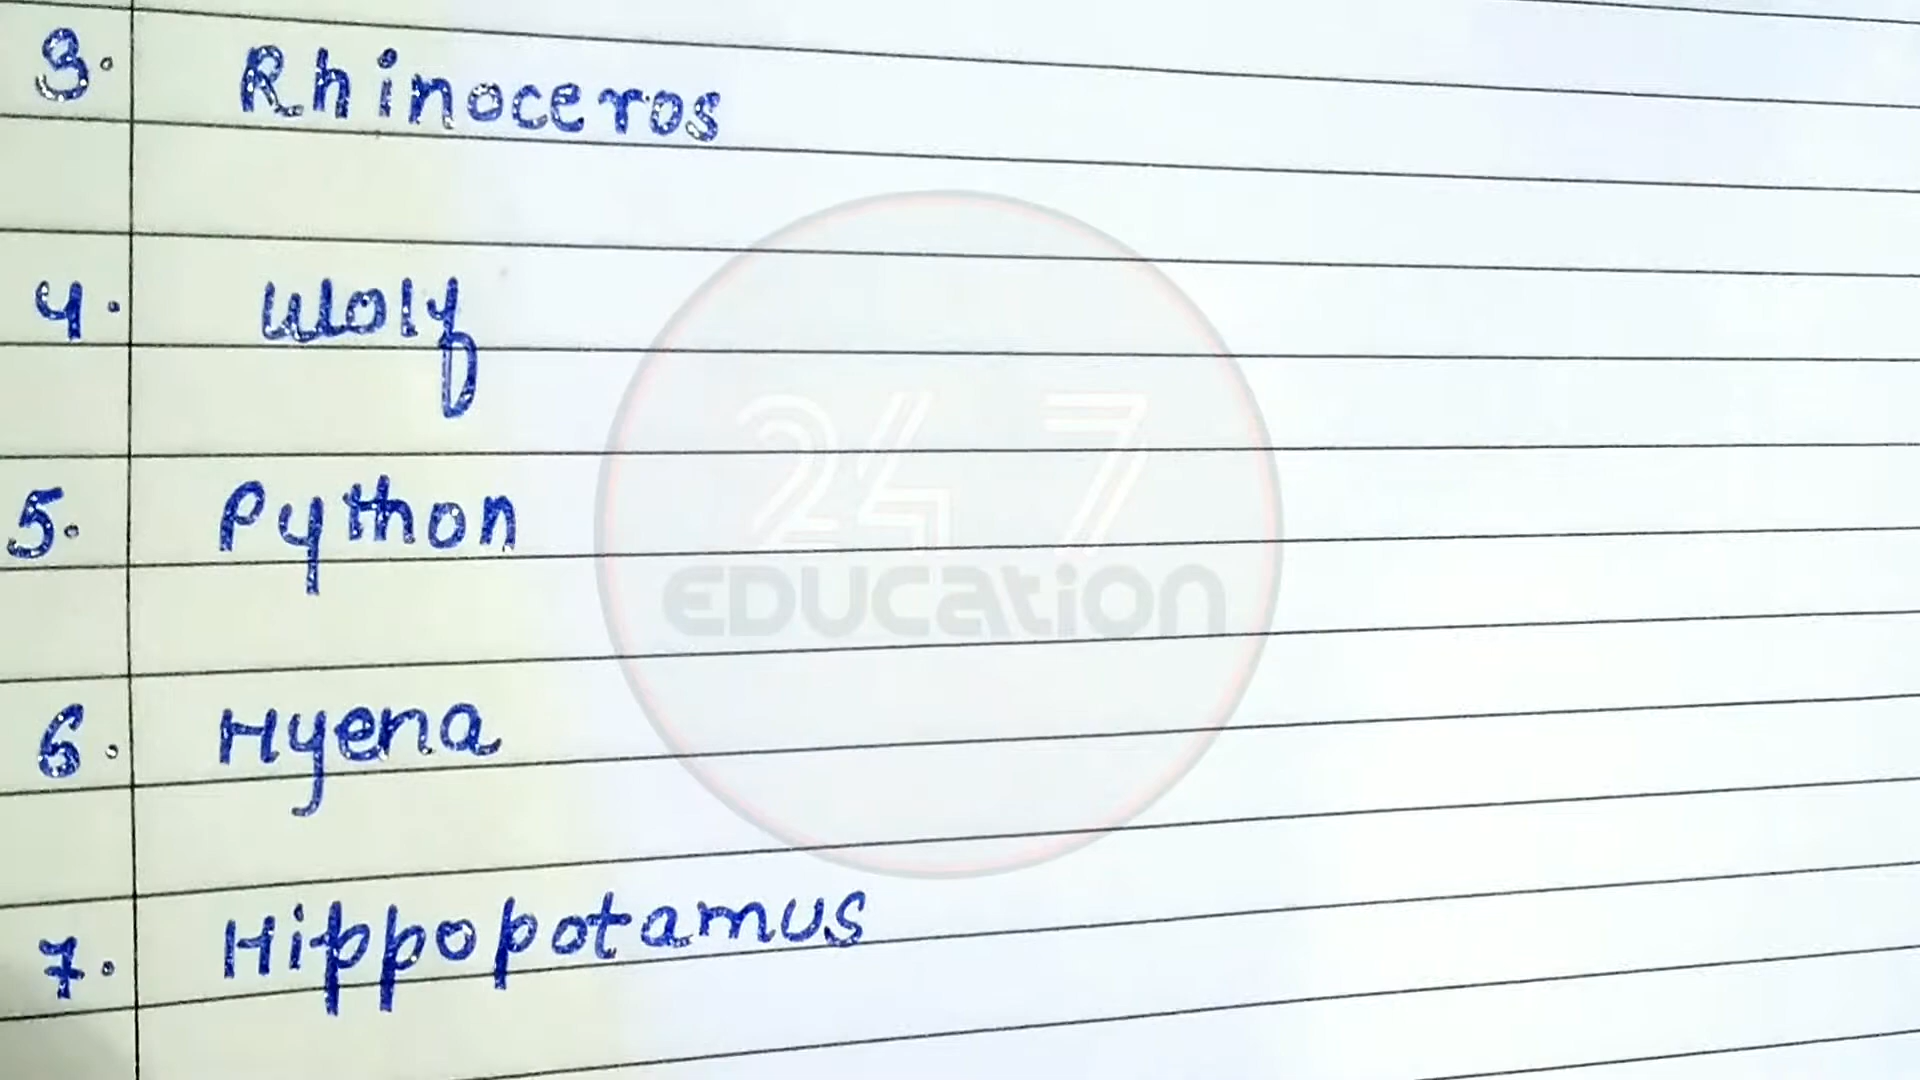 3. Rhinoceros
4. Wolf
5. Python
6. Hyena
7. Hippopotamus
24 7
EDUCATION